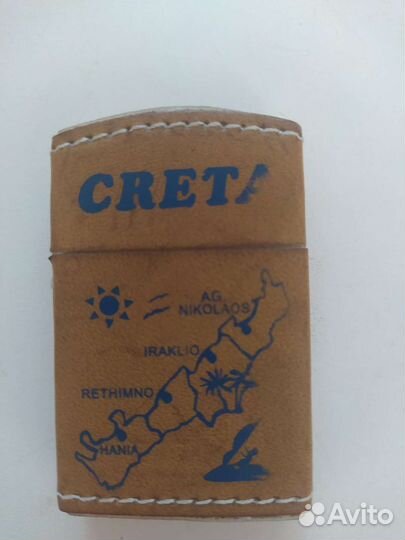 CRETA
AG.
NIKOLAOS
IRAKLIO
RETHIMNO
HANIA
Avito